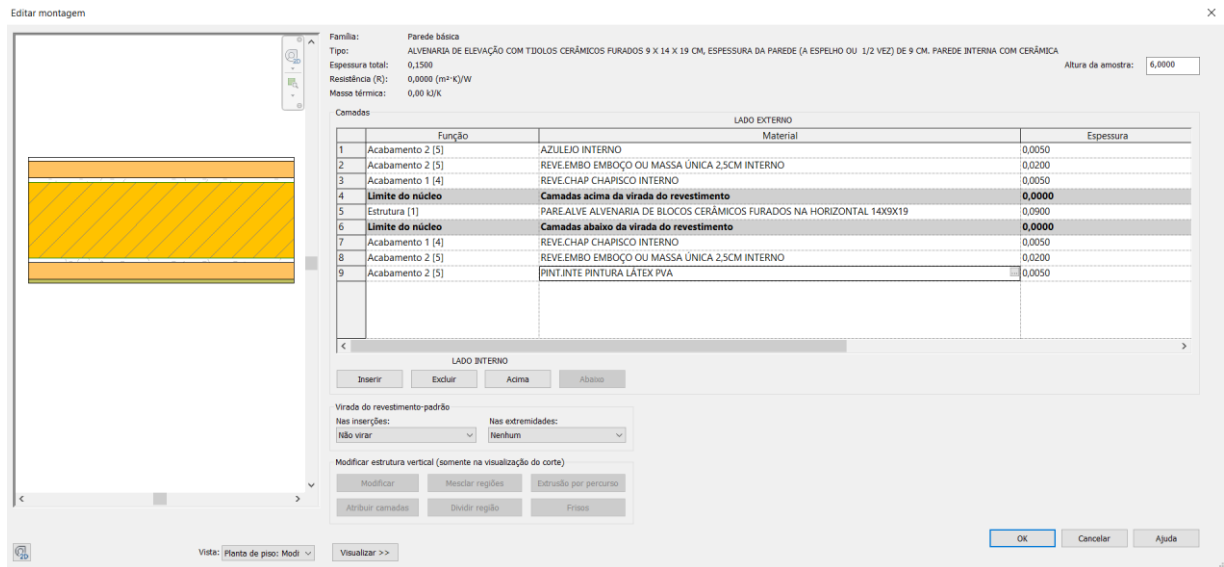 Editar montagem
Família: Parede básica
Tipo: ALVENARIA DE ELEVAÇÃO COM TIJOLOS CERÂMICOS FURADOS 9 X 14 X 19 CM, ESPESSURA DA PAREDE (A ESPELHO OU 1/2 VEZ) DE 9 CM. PAREDE INTERNA COM CERÂMICA
Espessura total: 0,1500 Altura da amostra: 6,0000
Resistência (R): 0,0000 (m²·K)/W
Massa térmica: 0,00 kJ/K
Camadas
LADO EXTERNO
Função Material Espessura
1 Acabamento 2 [5] AZULEJO INTERNO 0,0050
2 Acabamento 2 [5] REVE.EMBO EMBOÇO OU MASSA ÚNICA 2,5CM INTERNO 0,0200
3 Acabamento 1 [4] REVE.CHAP CHAPISCO INTERNO 0,0050
4 Limite do núcleo Camadas acima da virada do revestimento 0,0000
5 Estrutura [1] PARE.ALVE ALVENARIA DE BLOCOS CERÂMICOS FURADOS NA HORIZONTAL 14X9X19 0,0900
6 Limite do núcleo Camadas abaixo da virada do revestimento 0,0000
7 Acabamento 1 [4] REVE.CHAP CHAPISCO INTERNO 0,0050
8 Acabamento 2 [5] REVE.EMBO EMBOÇO OU MASSA ÚNICA 2,5CM INTERNO 0,0200
9 Acabamento 2 [5] PINT.INTE PINTURA LÁTEX PVA 0,0050
LADO INTERNO
Inserir Excluir Acima Abaixo
Virada do revestimento-padrão
Nas inserções: Nas extremidades:
Não virar Nenhum
Modificar estrutura vertical (somente na visualização do corte)
Modificar Mesclar regiões Extrusão por percurso
Atribuir camadas Dividir região Frisos
OK Cancelar Ajuda
Vista: Planta de piso: Modi Visualizar >>